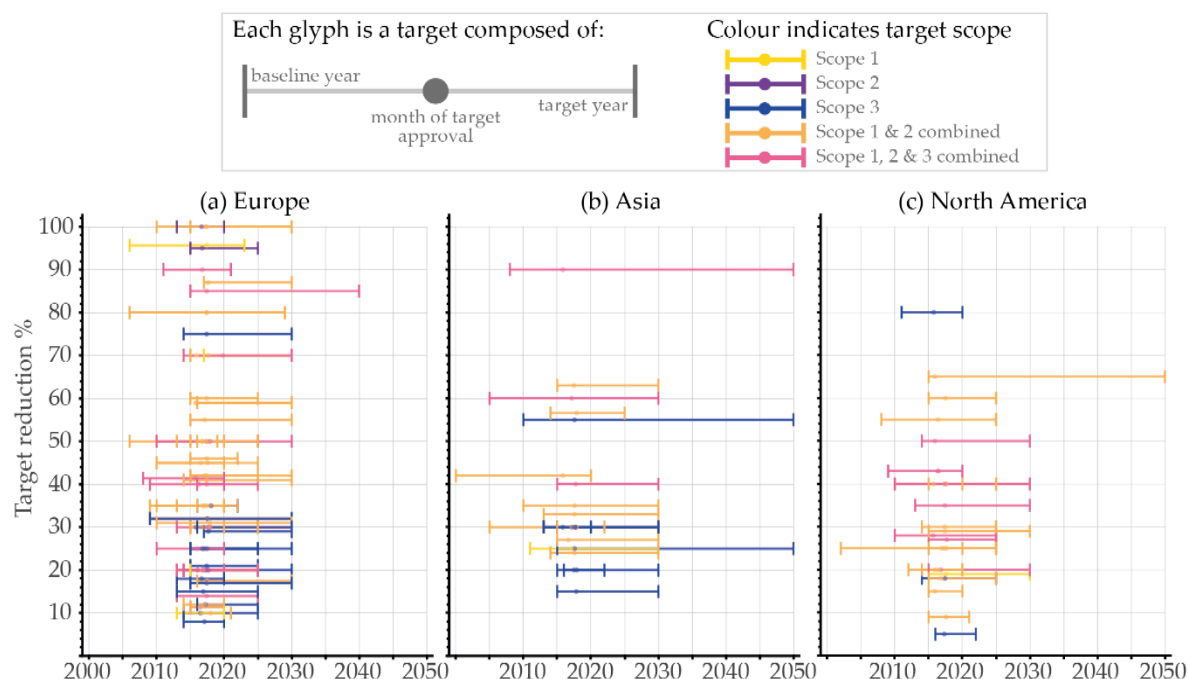 Each glyph is a target composed of:
baseline year
month of target
approval
target year
Colour indicates target scope
Scope 1
Scope 2
Scope 3
Scope 1 & 2 combined
Scope 1, 2 & 3 combined
(a) Europe
(b) Asia
(c) North America
Target reduction %
100
90
80
70
60
50
40
30
20
10
2000 2010 2020 2030 2040 2050
2010 2020 2030 2040 2050
2010 2020 2030 2040 2050